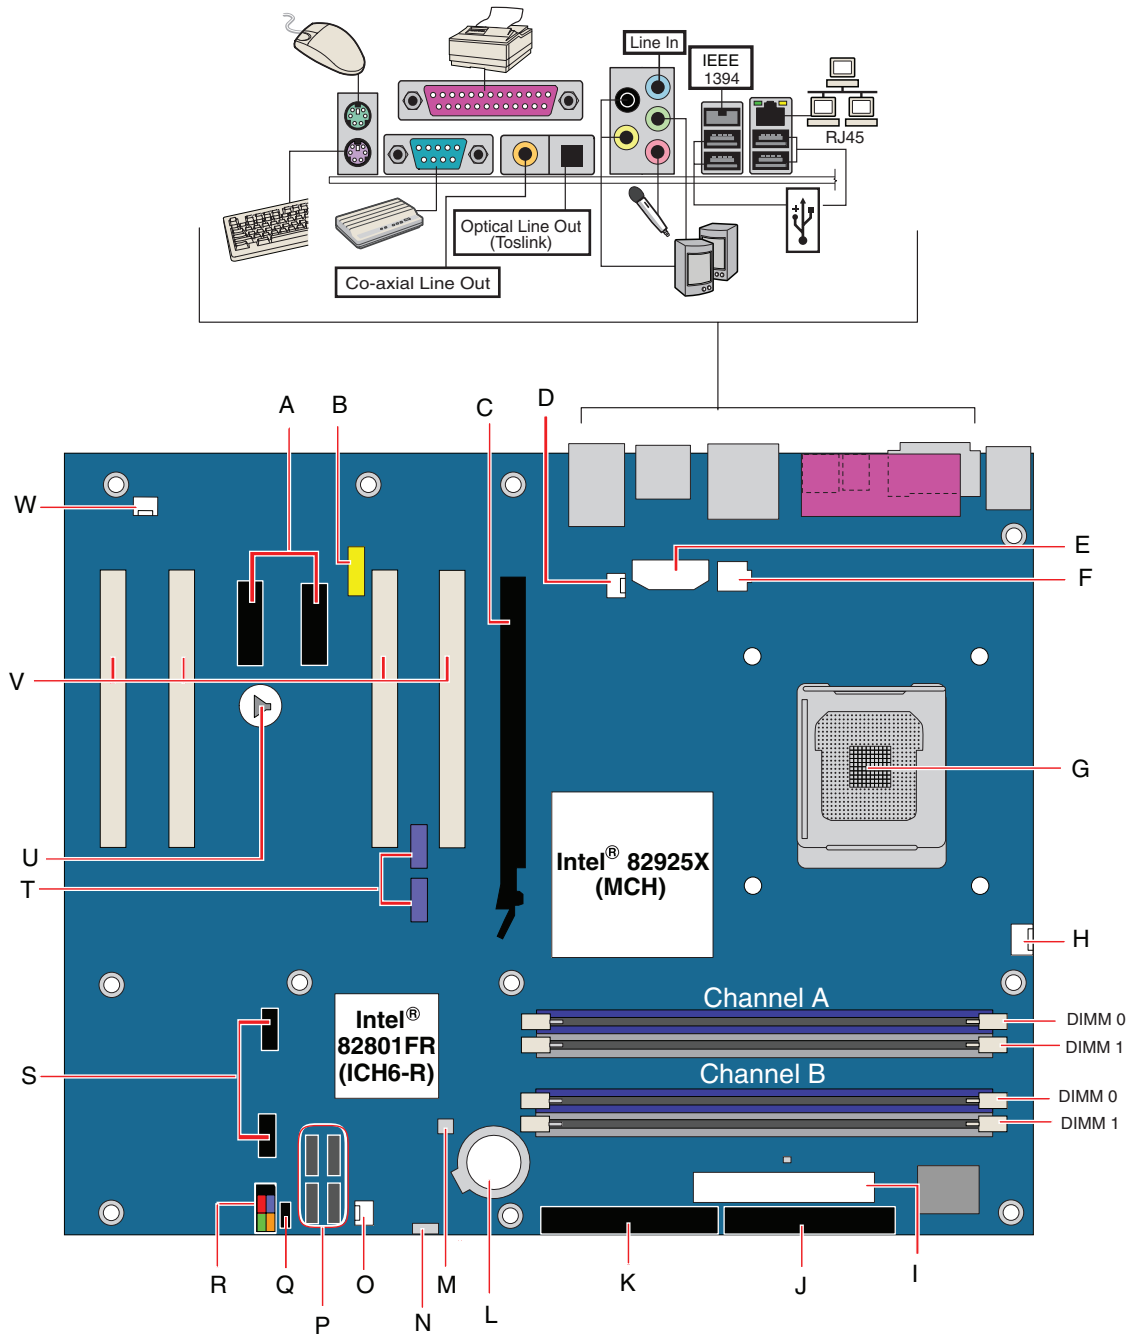 Line In
IEEE
1394
RJ45
Optical Line Out
(Toslink)
Co-axial Line Out
A
B
C
D
W
E
F
V
G
U
T
Intel® 82925X
(MCH)
H
Channel A
DIMM 0
DIMM 1
Intel®
82801FR
(ICH6-R)
S
Channel B
DIMM 0
DIMM 1
R
Q
P
O
N
M
L
K
J
I